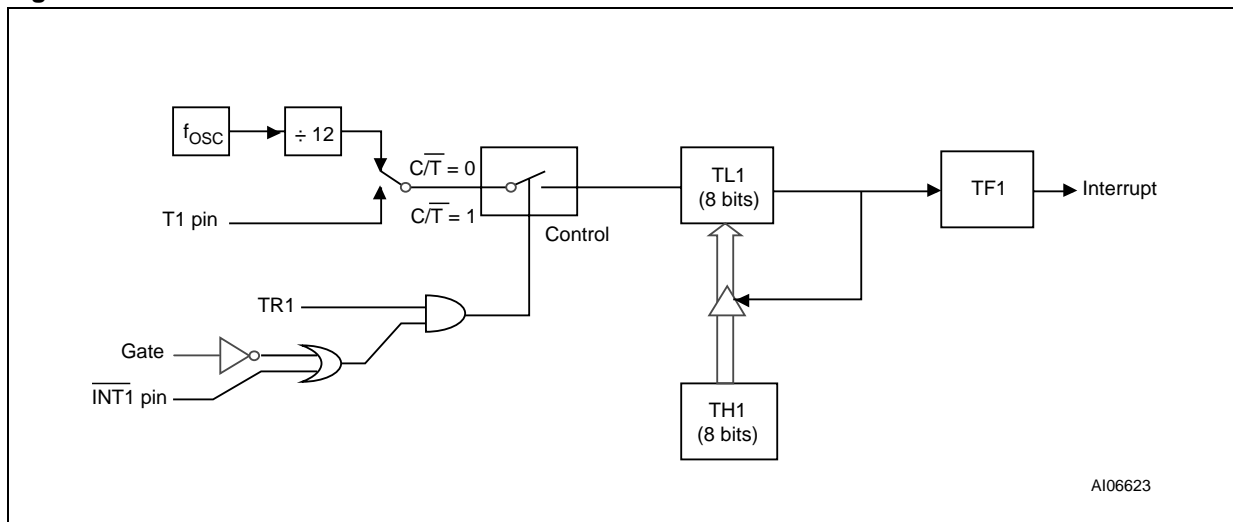 fOSC
÷ 12
C/T̅ = 0
T1 pin
C/T̅ = 1
Control
TL1
(8 bits)
TF1
Interrupt
TR1
Gate
I̅N̅T̅1̅ pin
TH1
(8 bits)
AI06623